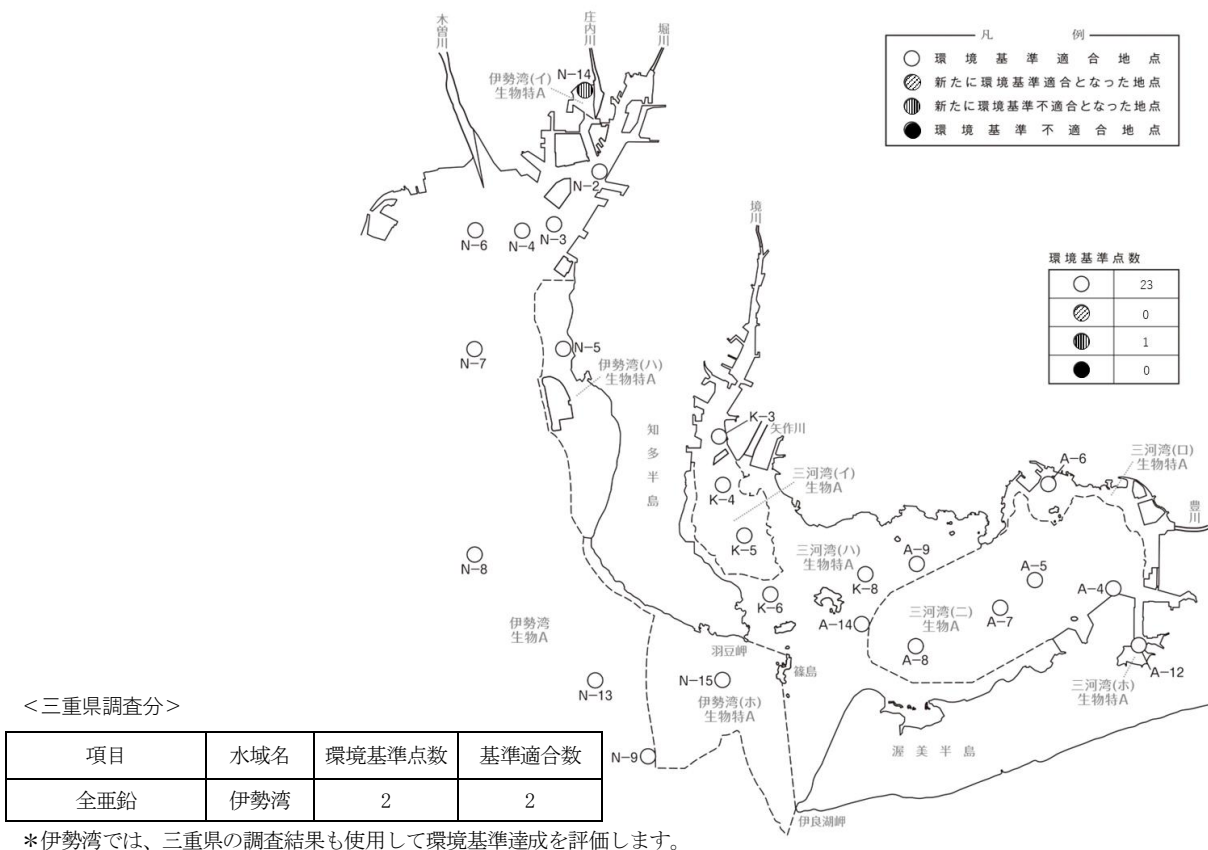 木曽川
庄内川
堀川
凡 例
環境基準適合地点
新たに環境基準適合となった地点
新たに環境基準不適合となった地点
環境基準不適合地点
伊勢湾(イ)
生物特A
N-14
N-2
N-6
N-4
N-3
境川
環境基準点数
23
0
1
0
N-7
N-5
伊勢湾(ハ)
生物特A
知多半島
K-3
矢作川
三河湾(イ)
生物A
K-4
K-5
A-6
三河湾(ロ)
生物特A
豊川
N-8
三河湾(ハ)
生物特A
A-9
K-8
A-5
A-4
K-6
A-14
三河湾(ニ)
生物A
A-7
A-8
伊勢湾
生物A
羽豆岬
篠島
A-12
三河湾(ホ)
生物特A
N-13
N-15
伊勢湾(ホ)
生物特A
N-9
渥美半島
伊良湖岬
<三重県調査分>
項目 水域名 環境基準点数 基準適合数
全亜鉛 伊勢湾 2 2
*伊勢湾では、三重県の調査結果も使用して環境基準達成を評価します。